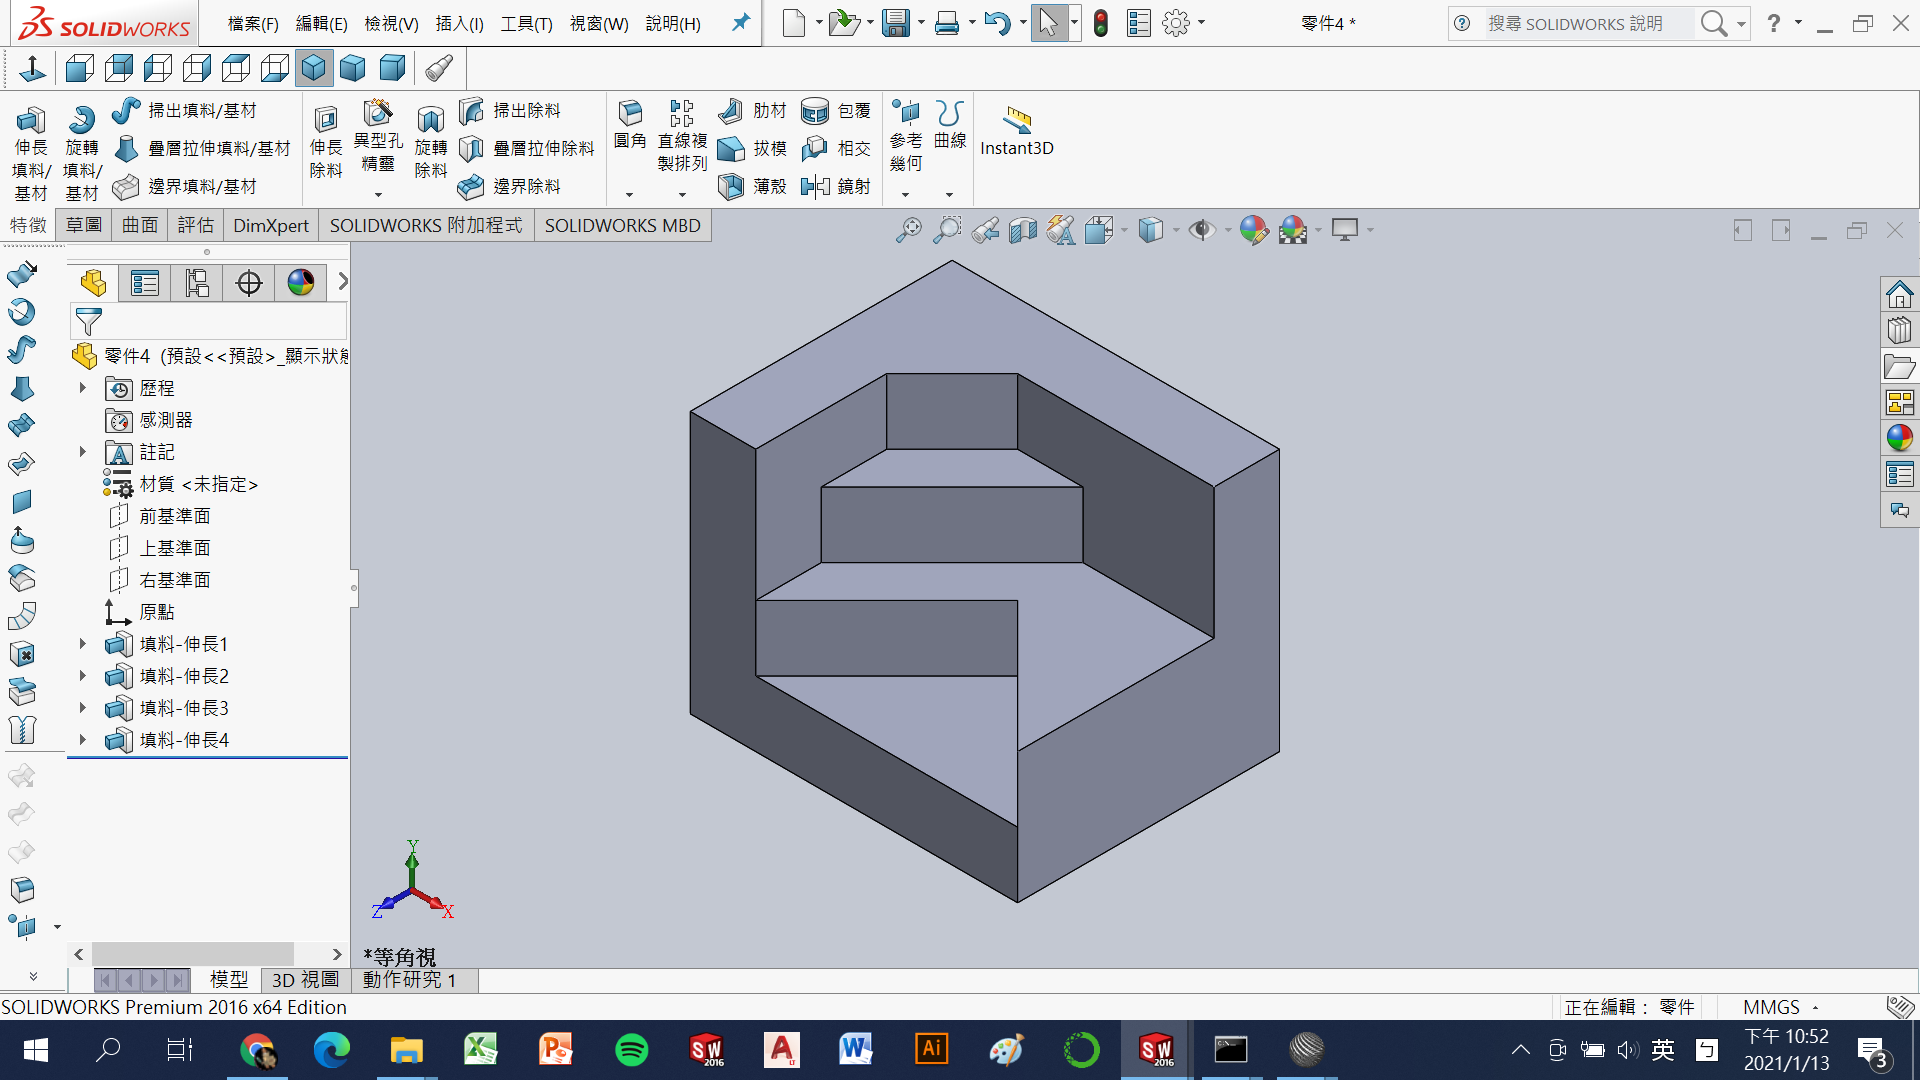 SOLIDWORKS 檔案(F) 編輯(E) 檢視(V) 插入(I) 工具(T) 視窗(W) 說明(H) 零件4 * 搜尋 SOLIDWORKS 說明
伸長填料/基材
旋轉填料/基材
掃出填料/基材
疊層拉伸填料/基材
邊界填料/基材
伸長除料
異型孔精靈
旋轉除料
掃出除料
疊層拉伸除料
邊界除料
圓角
直線複製排列
肋材
拔模
薄殼
包覆
相交
鏡射
參考幾何
曲線
Instant3D
特徵 草圖 曲面 評估 DimXpert SOLIDWORKS 附加程式 SOLIDWORKS MBD
零件4 (預設<<預設>_顯示狀態
歷程
感測器
註記
材質 <未指定>
前基準面
上基準面
右基準面
原點
填料-伸長1
填料-伸長2
填料-伸長3
填料-伸長4
Y
Z X
*等角視
模型 3D 視圖 動作研究 1
SOLIDWORKS Premium 2016 x64 Edition 正在編輯： 零件 MMGS
SW 2016 Ai SW 2016 英 ㄅ 下午 10:52
2021/1/13
3